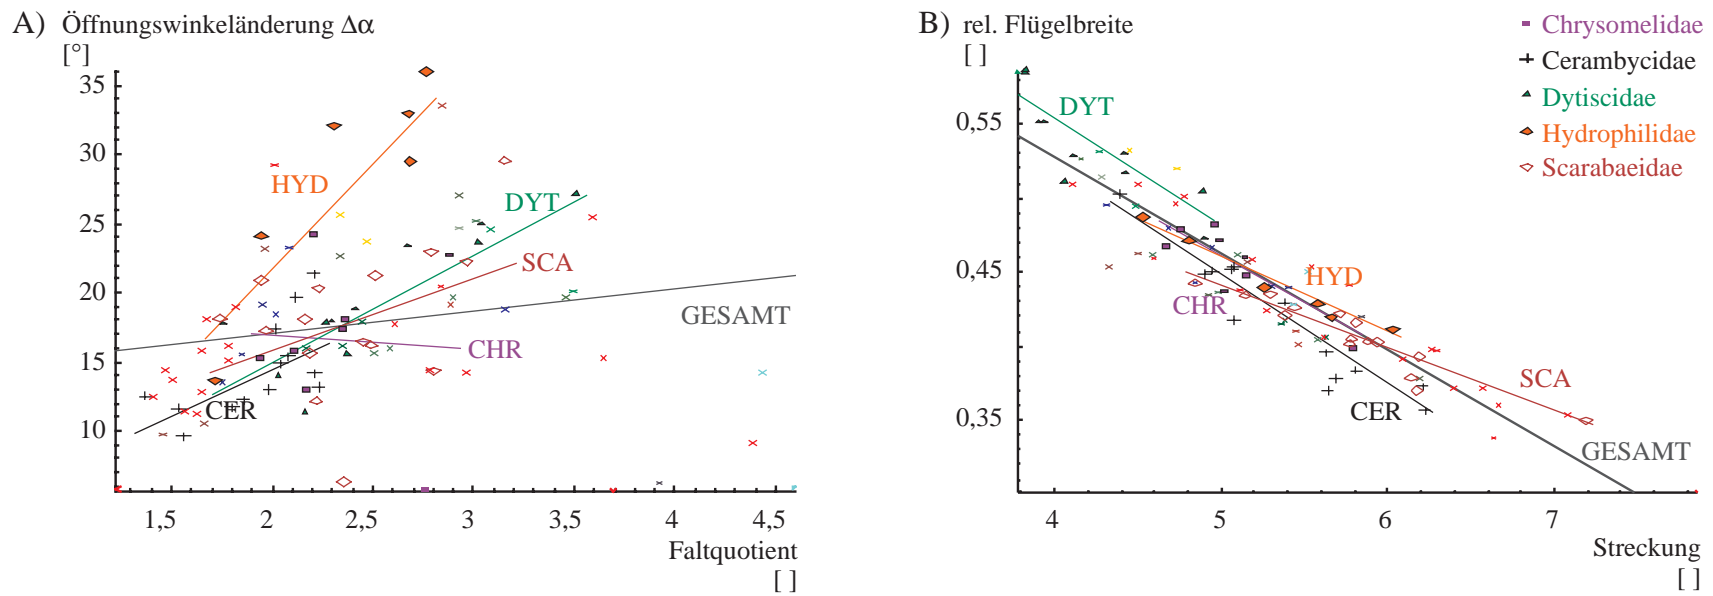 A) Öffnungswinkeländerung Δα
[°]
35
30
25
20
15
10
HYD
DYT
SCA
GESAMT
CHR
CER
1,5 2 2,5 3 3,5 4 4,5
Faltquotient
[ ]
B) rel. Flügelbreite
[ ]
0,55
0,45
0,35
DYT
HYD
CHR
SCA
CER
GESAMT
4 5 6 7
Streckung
[ ]
Chrysomelidae
Cerambycidae
Dytiscidae
Hydrophilidae
Scarabaeidae